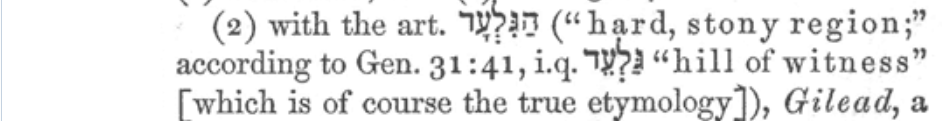 (2) with the art. הַגִּלְעָד (“hard, stony region;”
according to Gen. 31:41, i.q. גַּלְעֵד “hill of witness”
[which is of course the true etymology]), Gilead, a